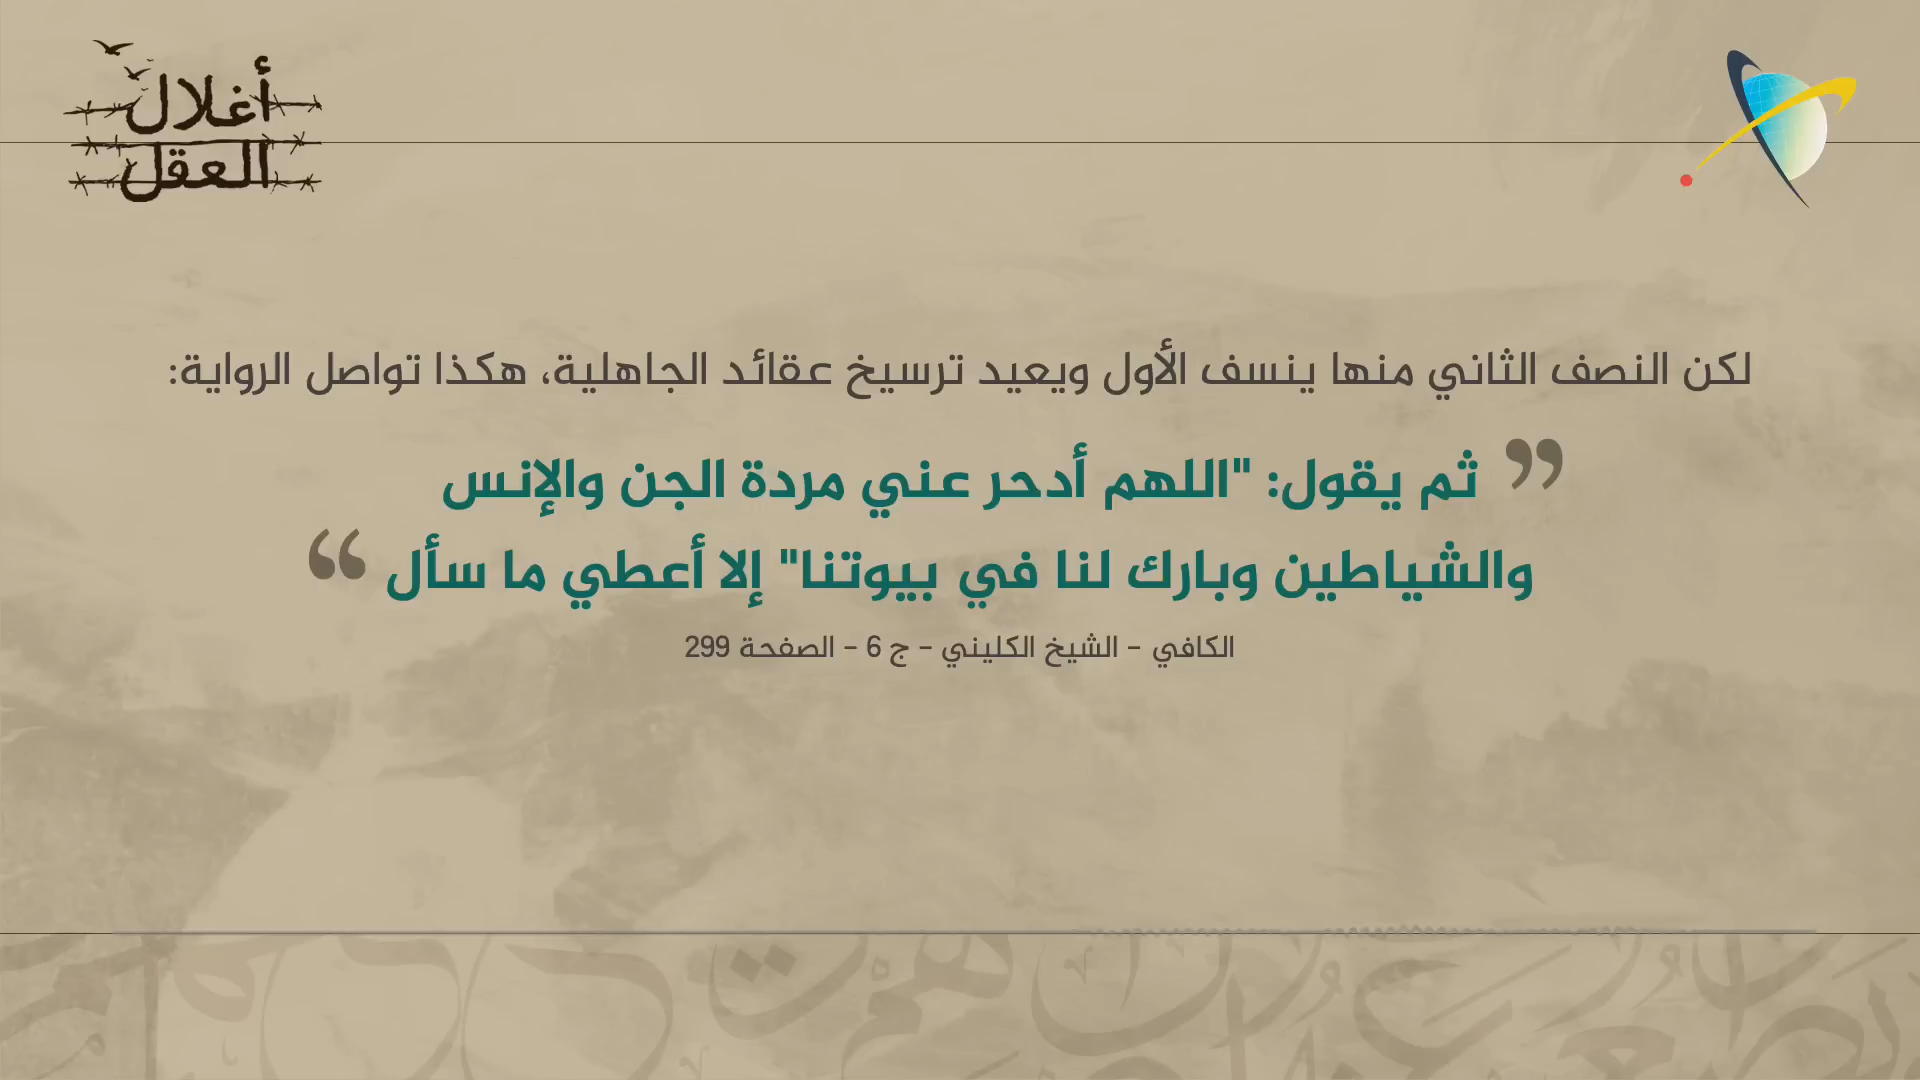 أغلال
العقل
لكن النصف الثاني منها ينسف الأول ويعيد ترسيخ عقائد الجاهلية، هكذا تواصل الرواية:
ثم يقول: "اللهم أدحر عني مردة الجن والإنس
والشياطين وبارك لنا في بيوتنا" إلا أعطي ما سأل
الكافي - الشيخ الكليني - ج 6 - الصفحة 299